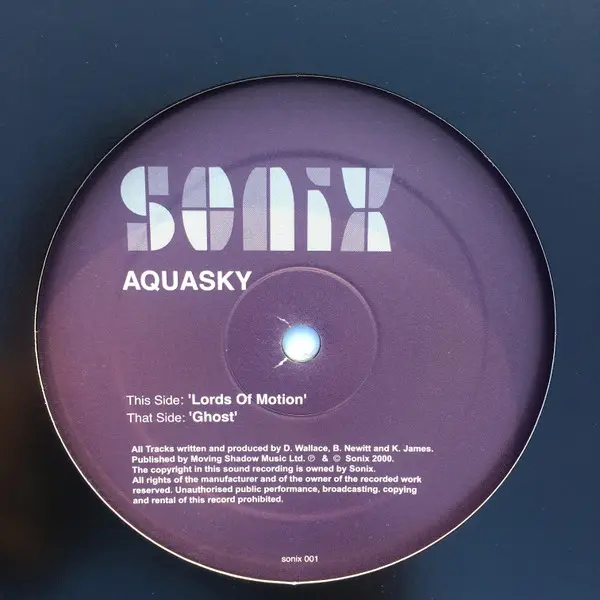 SONIX
AQUASKY
This Side: 'Lords Of Motion'
That Side: 'Ghost'
All Tracks written and produced by D. Wallace, B. Newitt and K. James.
Published by Moving Shadow Music Ltd. ℗ & © Sonix 2000.
The copyright in this sound recording is owned by Sonix.
All rights of the manufacturer and of the owner of the recorded work
reserved. Unauthorised public performance, broadcasting. copying
and rental of this record prohibited.
sonix 001